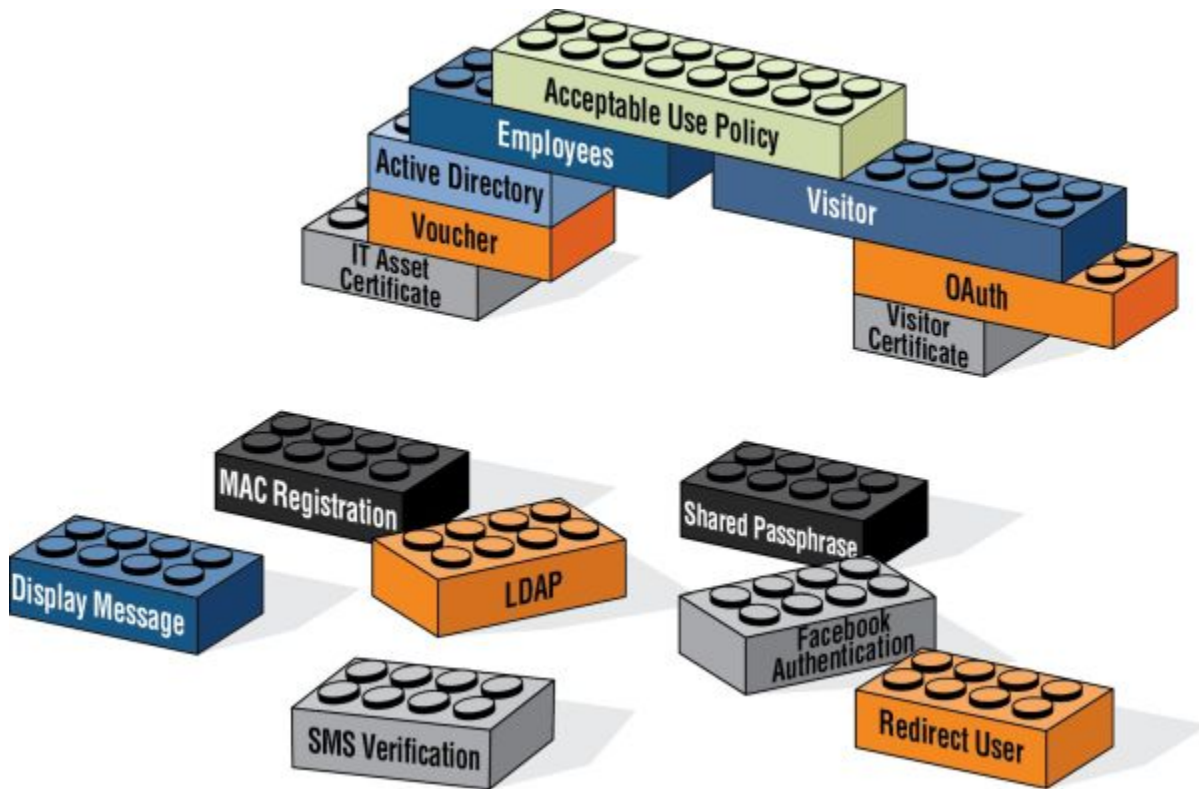 Acceptable Use Policy
Employees
Active Directory
Visitor
Voucher
IT Asset
Certificate
OAuth
Visitor
Certificate
MAC Registration
Shared Passphrase
Display Message
LDAP
Facebook
Authentication
SMS Verification
Redirect User